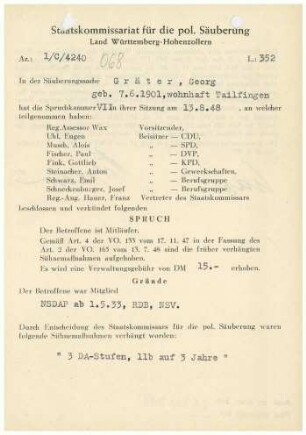 Staatskommissariat für die pol. Säuberung
Land Württemberg-Hohenzollern
Az.: 1/C/4240 068 L: 352
In der Säuberungssache Gräter, Georg
geb. 7.6.1901, wohnhaft Tailfingen
hat die Spruchkammer VII in ihrer Sitzung am 13.8.48, an welcher
teilgenommen haben:
Reg.Assessor Wax Vorsitzender,
Uhl, Eugen Beisitzer — CDU,
Musch, Alois „ — SPD,
Fischer, Paul „ — DVP,
Fink, Gottlieb „ — KPD,
Steinacher, Anton „ — Gewerkschaften,
Schwarz, Emil „ — Berufsgruppe
Schneckenburger, Josef „ — Berufsgruppe
Reg.-Ang. Bauer, Franz Vertreter des Staatskommissars
beschlossen und verkündet folgenden
SPRUCH
Der Betroffene ist Mitläufer.
Gemäß Art. 4 der VO. 133 vom 17. 11. 47 in der Fassung des
Art. 2 der VO. 165 vom 13. 7. 48 sind die früher verhängten
Sühnemaßnahmen aufgehoben.
Es wird eine Verwaltungsgebühr von DM 15.- erhoben.
Gründe
Der Betroffene war Mitglied
NSDAP ab 1.5.33, RDB, NSV.
Durch Entscheidung des Staatskommissars für die pol. Säuberung waren
folgende Sühnemaßnahmen verhängt worden:
" 3 DA-Stufen, 11b auf 3 Jahre "